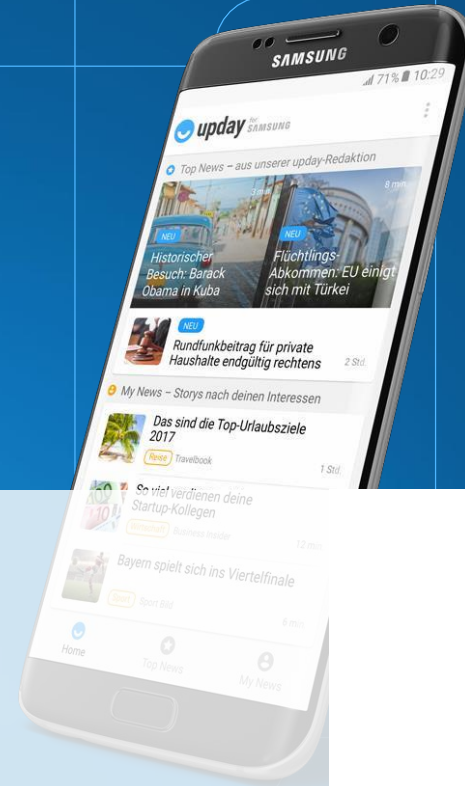 SAMSUNG
71% 10:29
upday for SAMSUNG
Top News – aus unserer upday-Redaktion
3 min
8 min
NEU
Historischer
Besuch: Barack
Obama in Kuba
NEU
Flüchtlings-
Abkommen: EU einigt
sich mit Türkei
NEU
Rundfunkbeitrag für private
Haushalte endgültig rechtens
2 Std.
My News – Storys nach deinen Interessen
Das sind die Top-Urlaubsziele
2017
Reise Travelbook
1 Std.
So viel verdienen deine
Startup-Kollegen
Wirtschaft Business Insider
12 min
Bayern spielt sich ins Viertelfinale
Sport Sport Bild
Home
Top News
My News